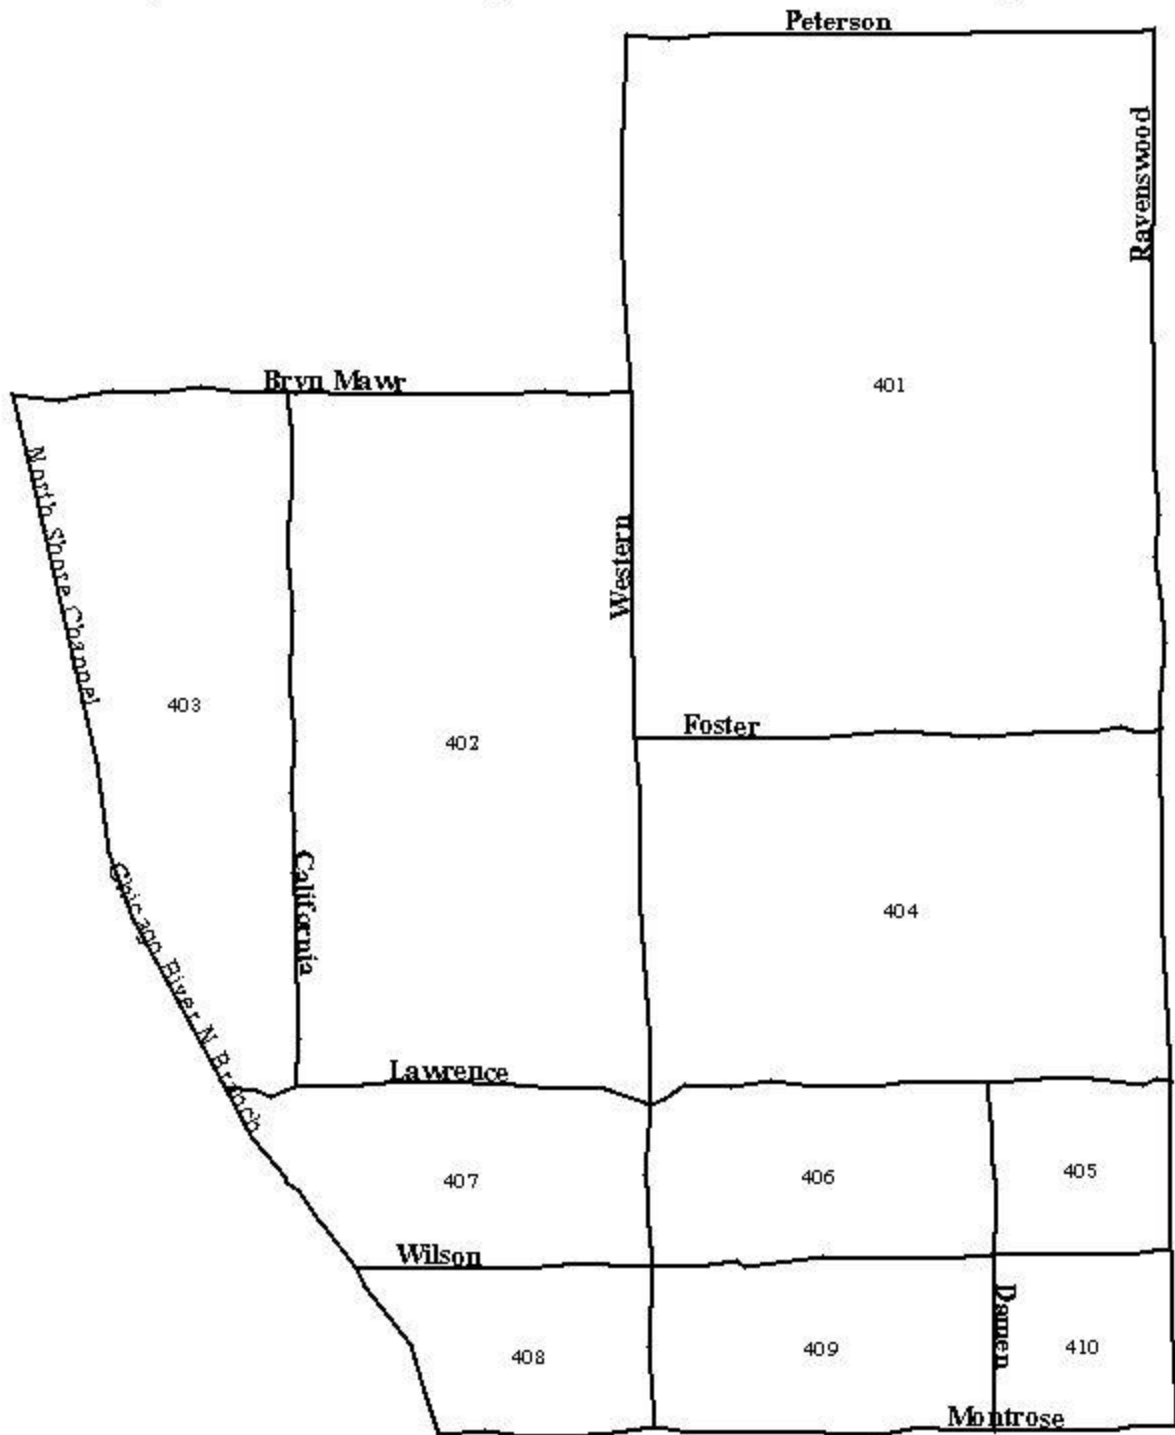 Peterson
Ravenswood
Bryn Mawr
401
North Shore Channel
Western
403
402
Foster
California
Chicago River N Branch
404
Lawrence
407
406
405
Wilson
Damen
408
409
410
Montrose